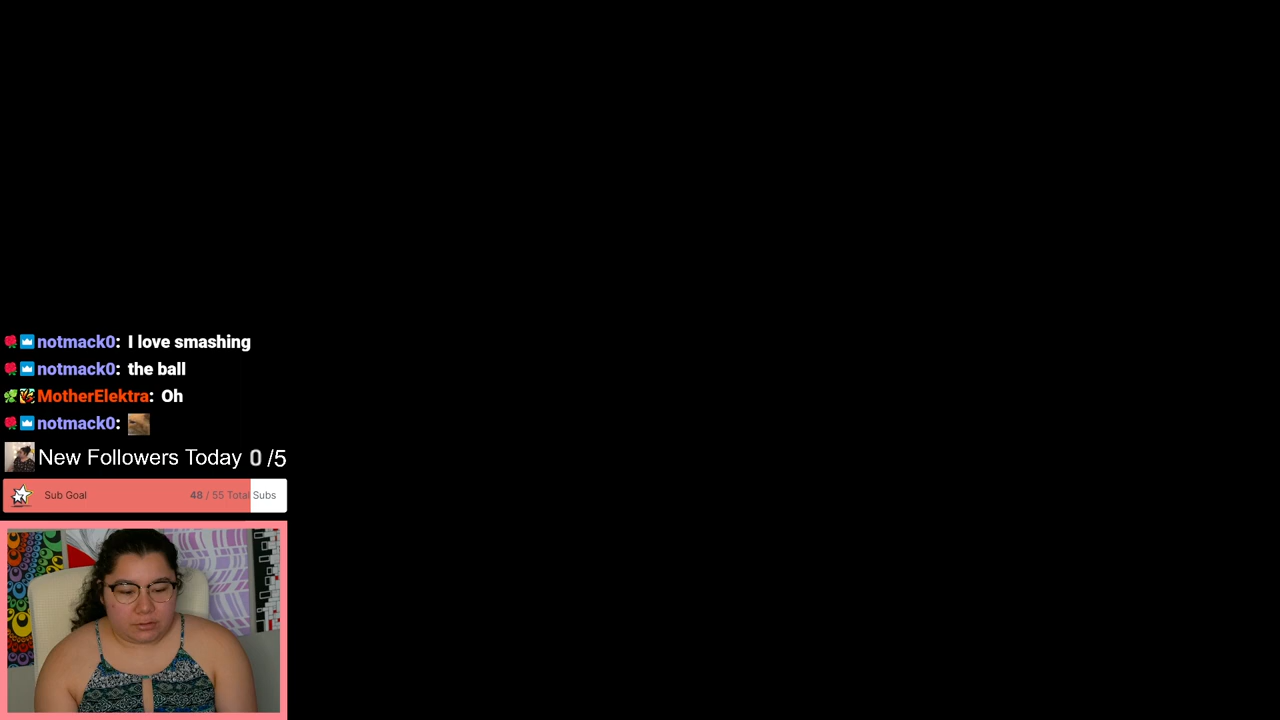 notmack0: I love smashing
notmack0: the ball
MotherElektra: Oh
notmack0:
New Followers Today 0 /5
Sub Goal 48 / 55 Total Subs